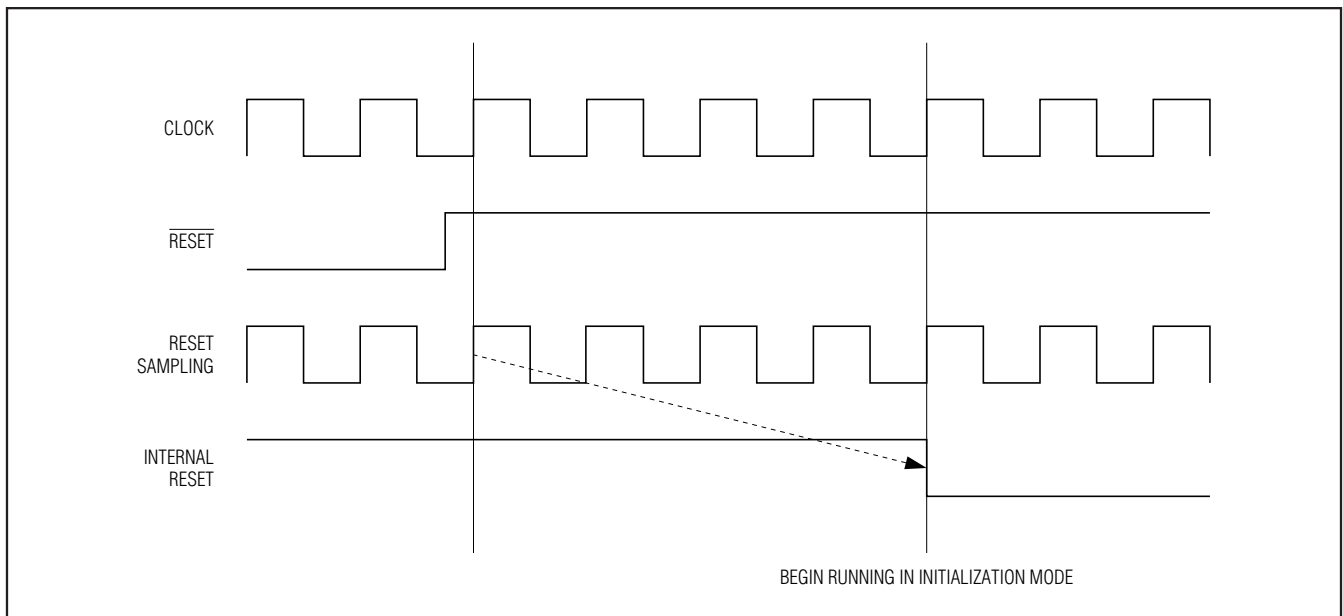 CLOCK
RESET
RESET
SAMPLING
INTERNAL
RESET
BEGIN RUNNING IN INITIALIZATION MODE